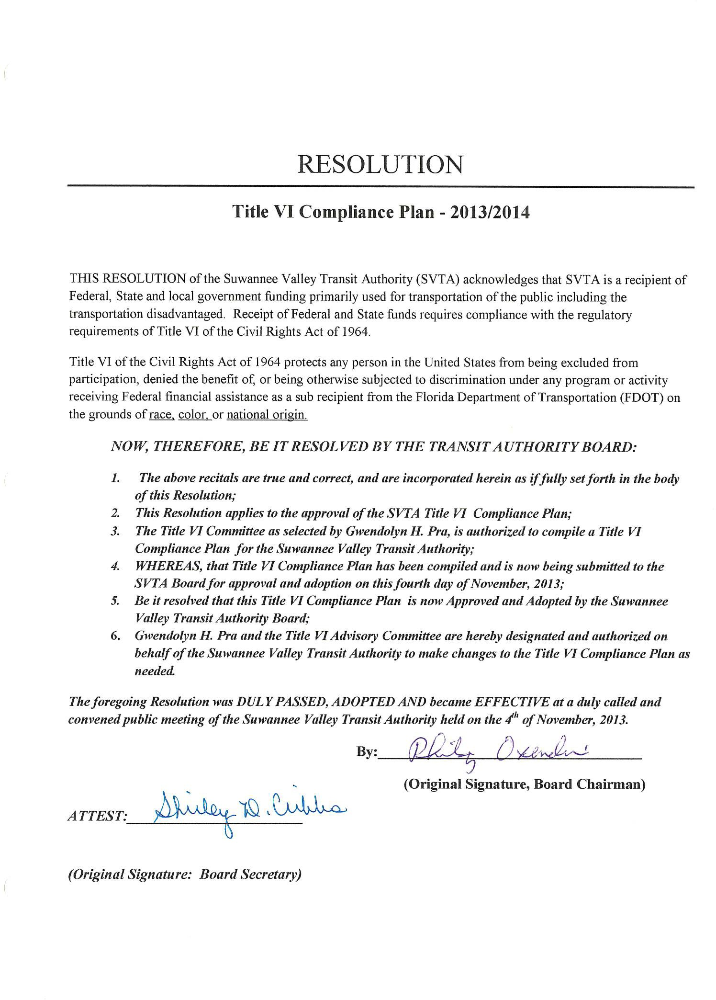 RESOLUTION
Title VI Compliance Plan - 2013/2014
THIS RESOLUTION of the Suwannee Valley Transit Authority (SVTA) acknowledges that SVTA is a recipient of
Federal, State and local government funding primarily used for transportation of the public including the
transportation disadvantaged. Receipt of Federal and State funds requires compliance with the regulatory
requirements of Title VI of the Civil Rights Act of 1964.
Title VI of the Civil Rights Act of 1964 protects any person in the United States from being excluded from
participation, denied the benefit of, or being otherwise subjected to discrimination under any program or activity
receiving Federal financial assistance as a sub recipient from the Florida Department of Transportation (FDOT) on
the grounds of race, color, or national origin.
NOW, THEREFORE, BE IT RESOLVED BY THE TRANSIT AUTHORITY BOARD:
1. The above recitals are true and correct, and are incorporated herein as if fully set forth in the body
of this Resolution;
2. This Resolution applies to the approval of the SVTA Title VI Compliance Plan;
3. The Title VI Committee as selected by Gwendolyn H. Pra, is authorized to compile a Title VI
Compliance Plan for the Suwannee Valley Transit Authority;
4. WHEREAS, that Title VI Compliance Plan has been compiled and is now being submitted to the
SVTA Board for approval and adoption on this fourth day of November, 2013;
5. Be it resolved that this Title VI Compliance Plan is now Approved and Adopted by the Suwannee
Valley Transit Authority Board;
6. Gwendolyn H. Pra and the Title VI Advisory Committee are hereby designated and authorized on
behalf of the Suwannee Valley Transit Authority to make changes to the Title VI Compliance Plan as
needed.
The foregoing Resolution was DULY PASSED, ADOPTED AND became EFFECTIVE at a duly called and
convened public meeting of the Suwannee Valley Transit Authority held on the 4th of November, 2013.
By:
(Original Signature, Board Chairman)
ATTEST: Shirley D.
(Original Signature: Board Secretary)